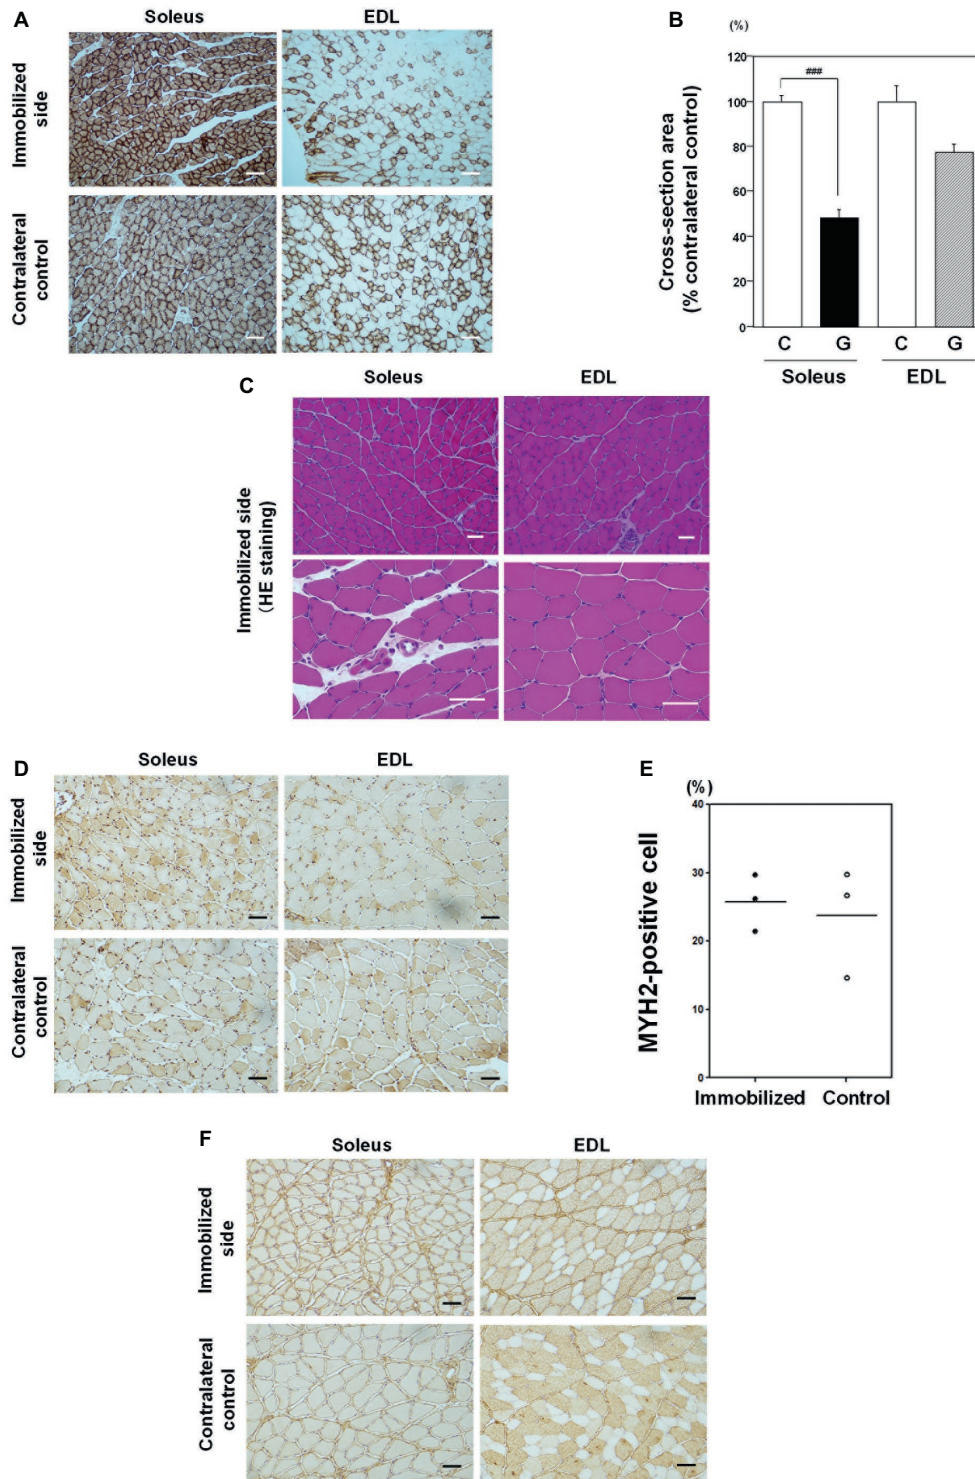 A
Soleus
EDL
Immobilized
side
Contralateral
control
B
(%)
Cross-section area
(% contralateral control)
120
100
80
60
40
20
0
###
C
G
C
G
Soleus
EDL
C
Soleus
EDL
Immobilized side
(HE staining)
D
Soleus
EDL
Immobilized
side
Contralateral
control
E
(%)
MYH2-positive cell
40
30
20
10
0
Immobilized
Control
F
Soleus
EDL
Immobilized
side
Contralateral
control